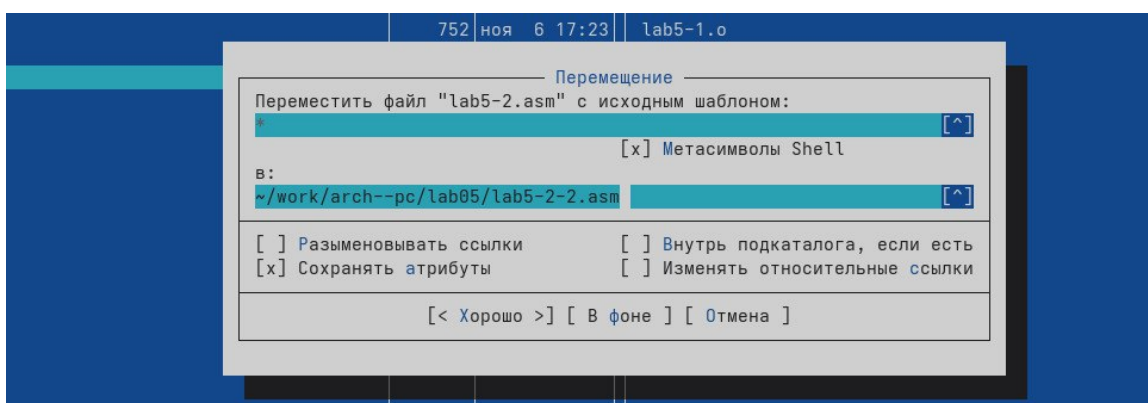 752 ноя 6 17:23 lab5-1.o
Перемещение
Переместить файл "lab5-2.asm" с исходным шаблоном:
* [^]
[x] Метасимволы Shell
в:
~/work/arch--pc/lab05/lab5-2-2.asm [^]
[ ] Разыменовывать ссылки [ ] Внутрь подкаталога, если есть
[x] Сохранять атрибуты [ ] Изменять относительные ссылки
[< Хорошо >] [ В фоне ] [ Отмена ]